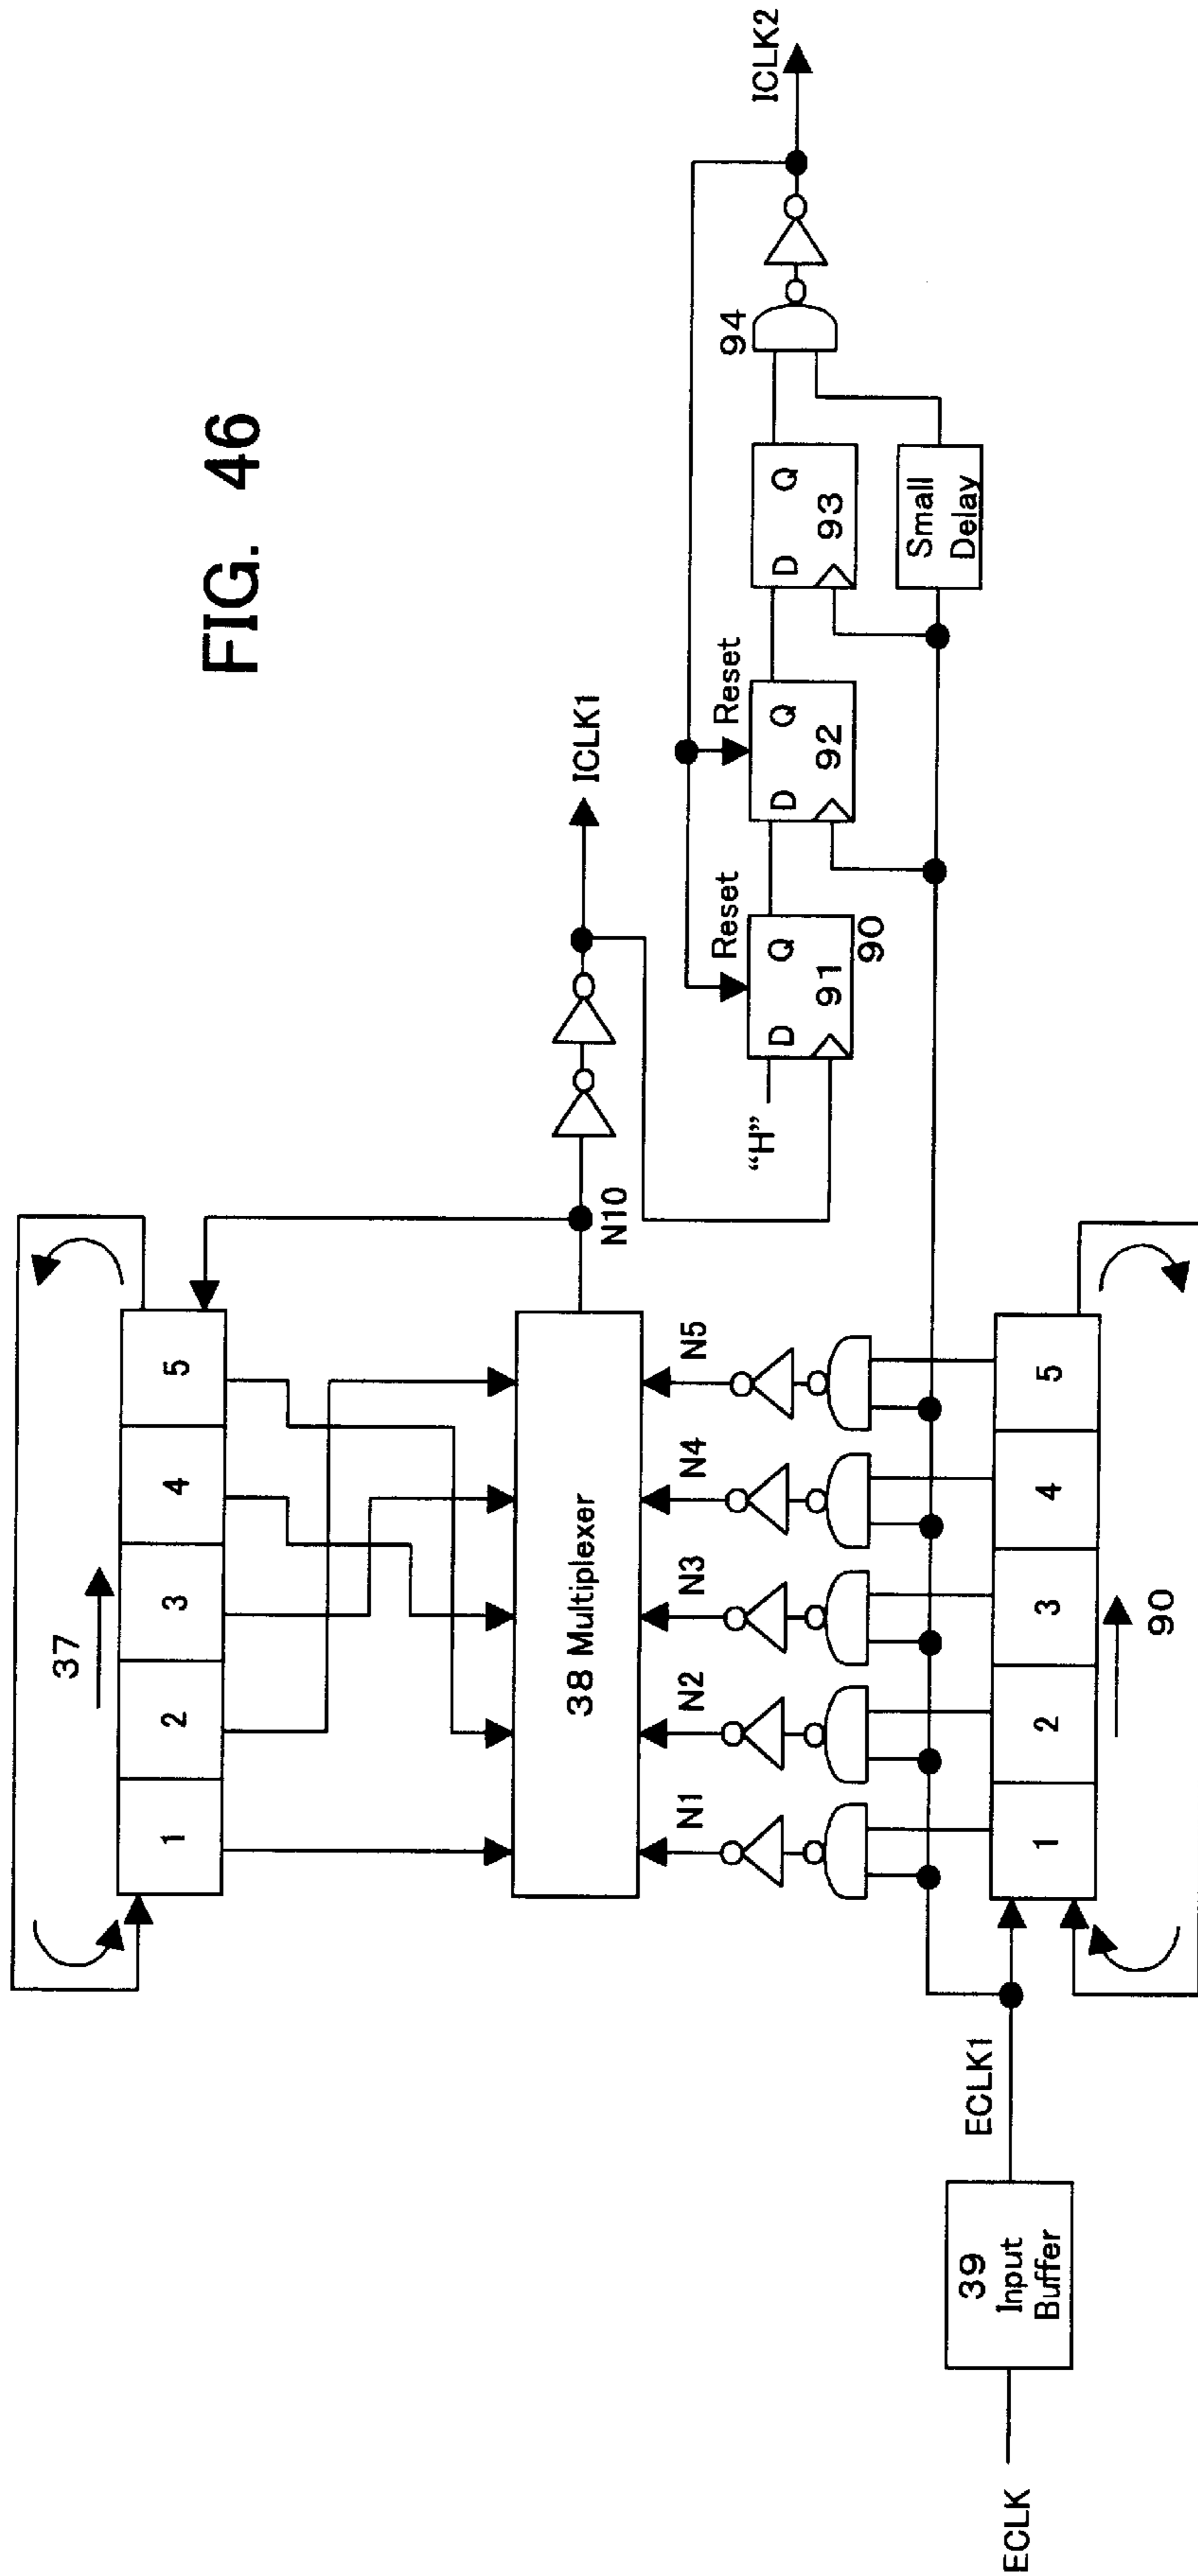 FIG. 46
37
1 2 3 4 5
38 Multiplexer
N10
ICLK1
N1 N2 N3 N4 N5
"H"
D Q
91
90
Reset
D Q
92
Reset
D Q
93
94
Small
Delay
ICLK2
1 2 3 4 5
90
ECLK
39
Input
Buffer
ECLK1